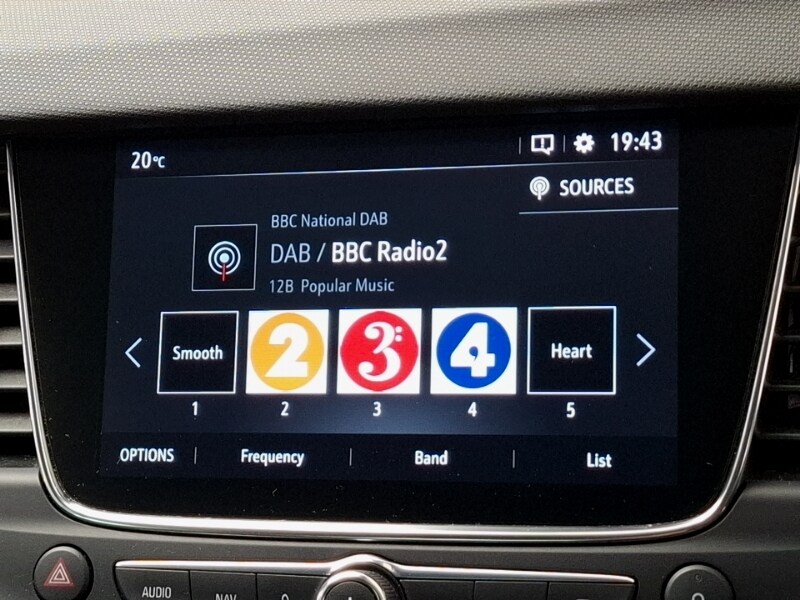 20°C 19:43
SOURCES
BBC National DAB
DAB / BBC Radio2
12B Popular Music
Smooth 2 3: 4 Heart
1 2 3 4 5
OPTIONS Frequency Band List
AUDIO NAV